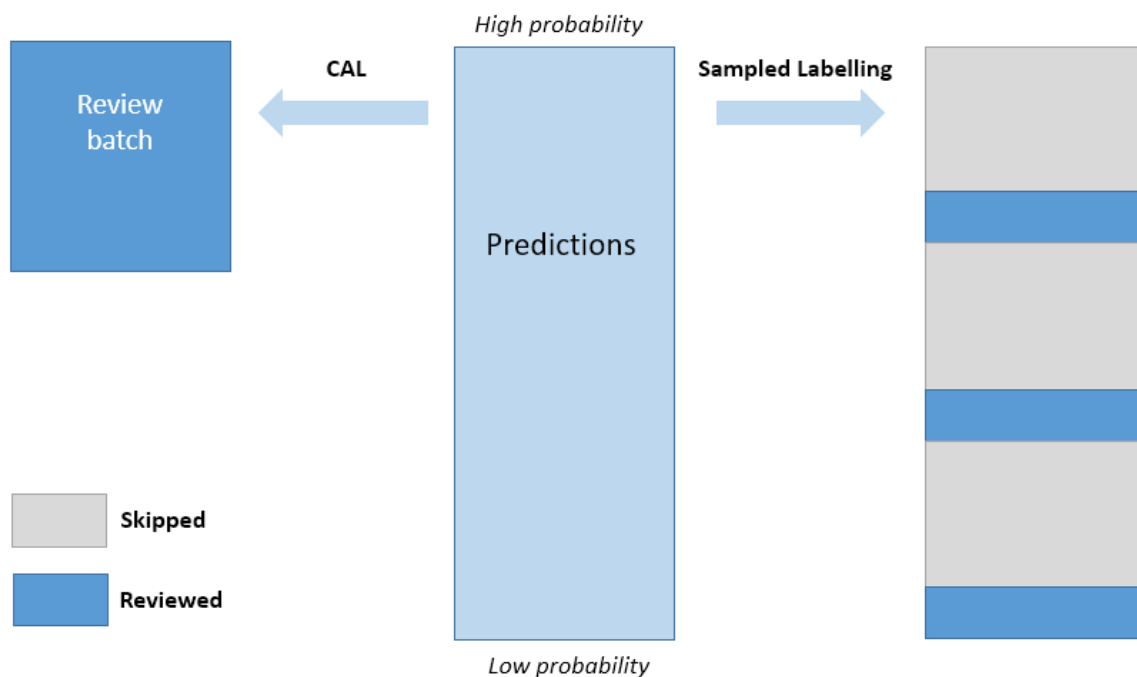 High probability
CAL
Sampled Labelling
Review
batch
Predictions
Skipped
Reviewed
Low probability